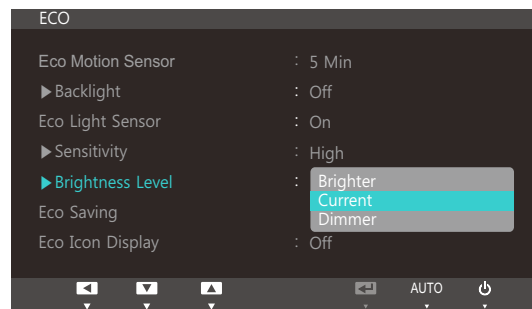 ECO
Eco Motion Sensor : 5 Min
▶Backlight : Off
Eco Light Sensor : On
▶Sensitivity : High
▶Brightness Level : Brighter
Current
Dimmer
Eco Saving
Eco Icon Display : Off
AUTO